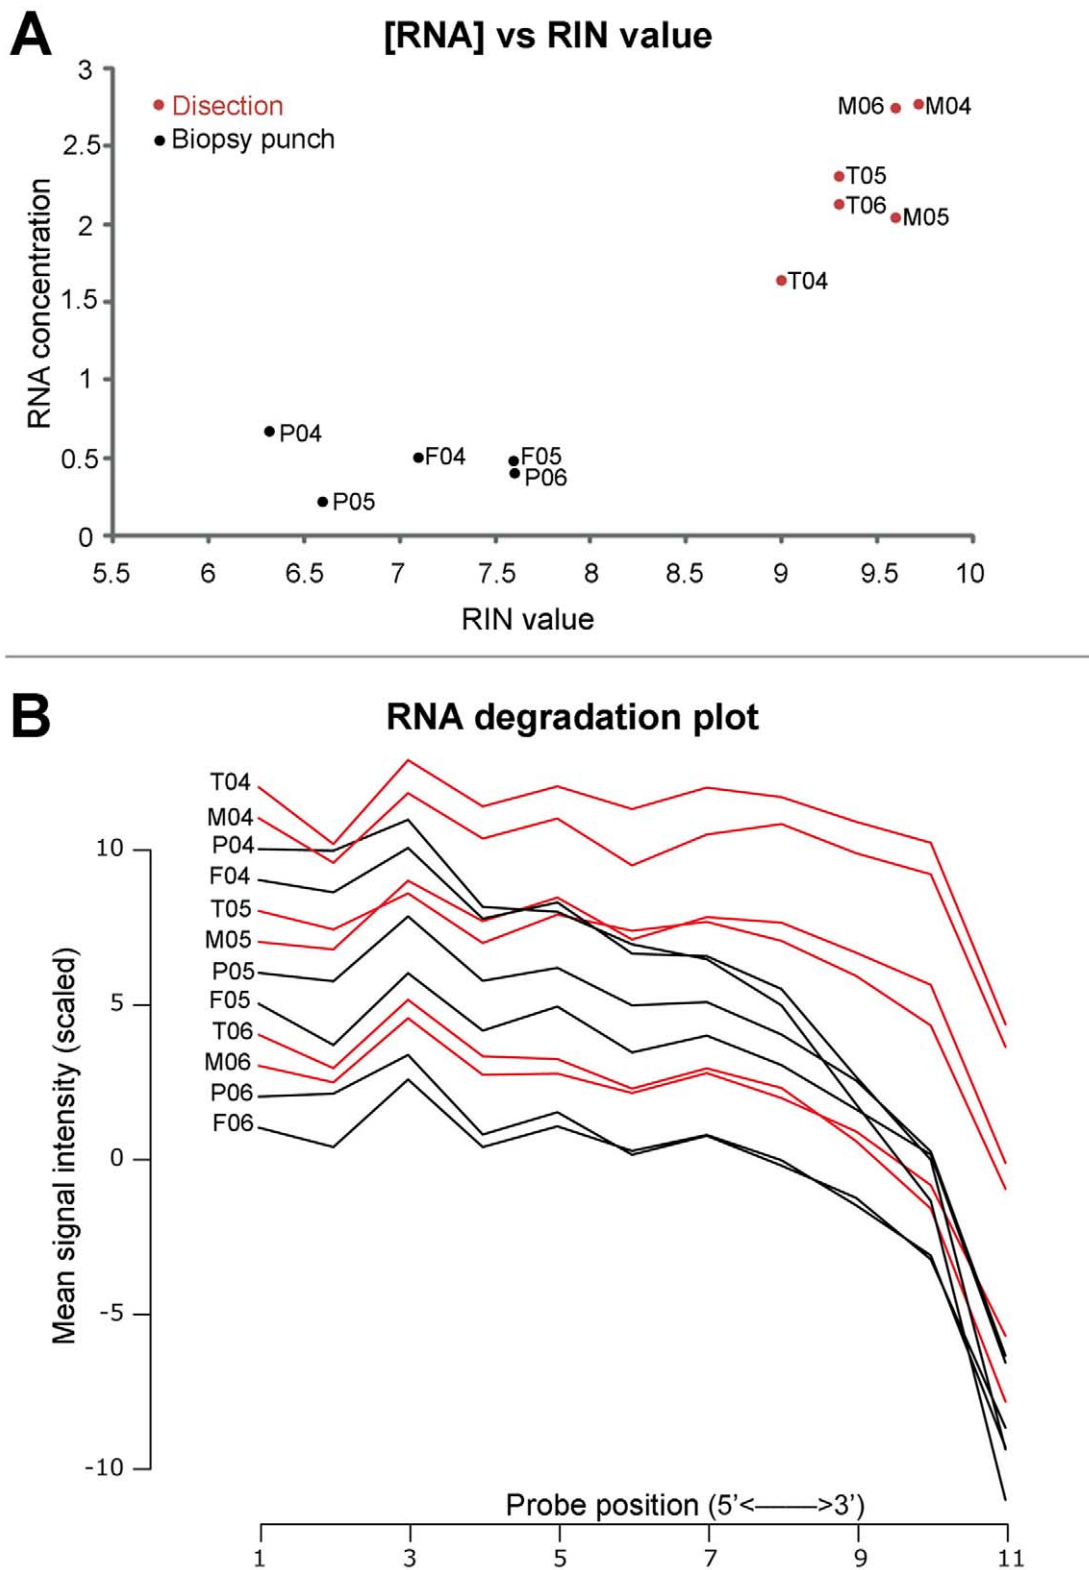 A
[RNA] vs RIN value
3
Disection
M06
M04
Biopsy punch
2.5
T05
T06
M05
2
T04
1.5
RNA concentration
1
P04
F04
F05
0.5
P06
P05
0
5.5 6 6.5 7 7.5 8 8.5 9 9.5 10
RIN value
B
RNA degradation plot
T04
M04
P04
10
F04
T05
M05
P05
F05
5
T06
M06
P06
F06
0
Mean signal intensity (scaled)
-5
-10
Probe position (5’<——>3’)
1 3 5 7 9 11